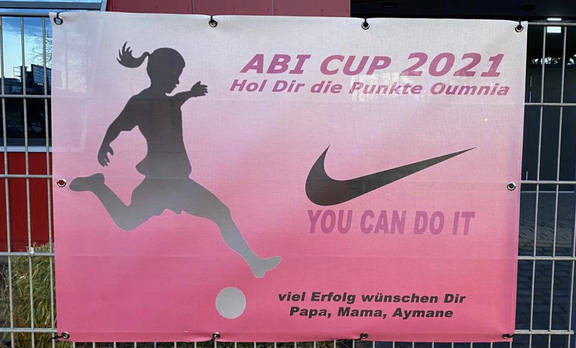 ABI CUP 2021
Hol Dir die Punkte Oumnia
YOU CAN DO IT
viel Erfolg wünschen Dir
Papa, Mama, Aymane